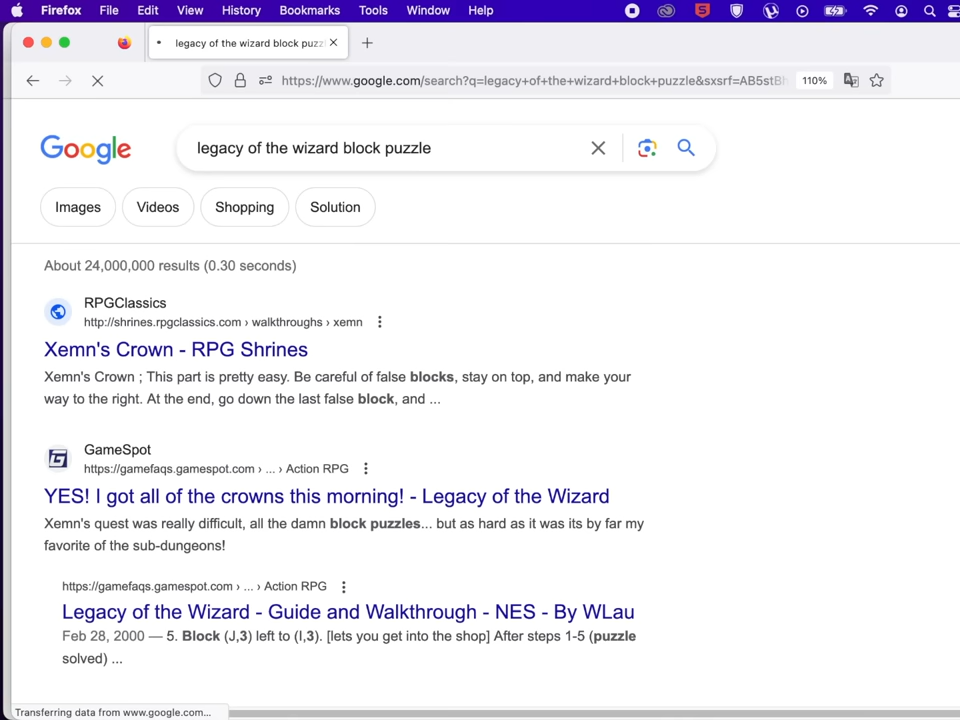 Firefox File Edit View History Bookmarks Tools Window Help
legacy of the wizard block puzz
https://www.google.com/search?q=legacy+of+the+wizard+block+puzzle&sxsrf=AB5stB 110%
Google legacy of the wizard block puzzle
Images Videos Shopping Solution
About 24,000,000 results (0.30 seconds)
RPGClassics
http://shrines.rpgclassics.com › walkthroughs › xemn
Xemn's Crown - RPG Shrines
Xemn's Crown ; This part is pretty easy. Be careful of false blocks, stay on top, and make your
way to the right. At the end, go down the last false block, and ...
GameSpot
https://gamefaqs.gamespot.com › ... › Action RPG
YES! I got all of the crowns this morning! - Legacy of the Wizard
Xemn's quest was really difficult, all the damn block puzzles... but as hard as it was its by far my
favorite of the sub-dungeons!
https://gamefaqs.gamespot.com › ... › Action RPG
Legacy of the Wizard - Guide and Walkthrough - NES - By WLau
Feb 28, 2000 — 5. Block (J,3) left to (I,3). [lets you get into the shop] After steps 1-5 (puzzle
solved) ...
Transferring data from www.google.com...